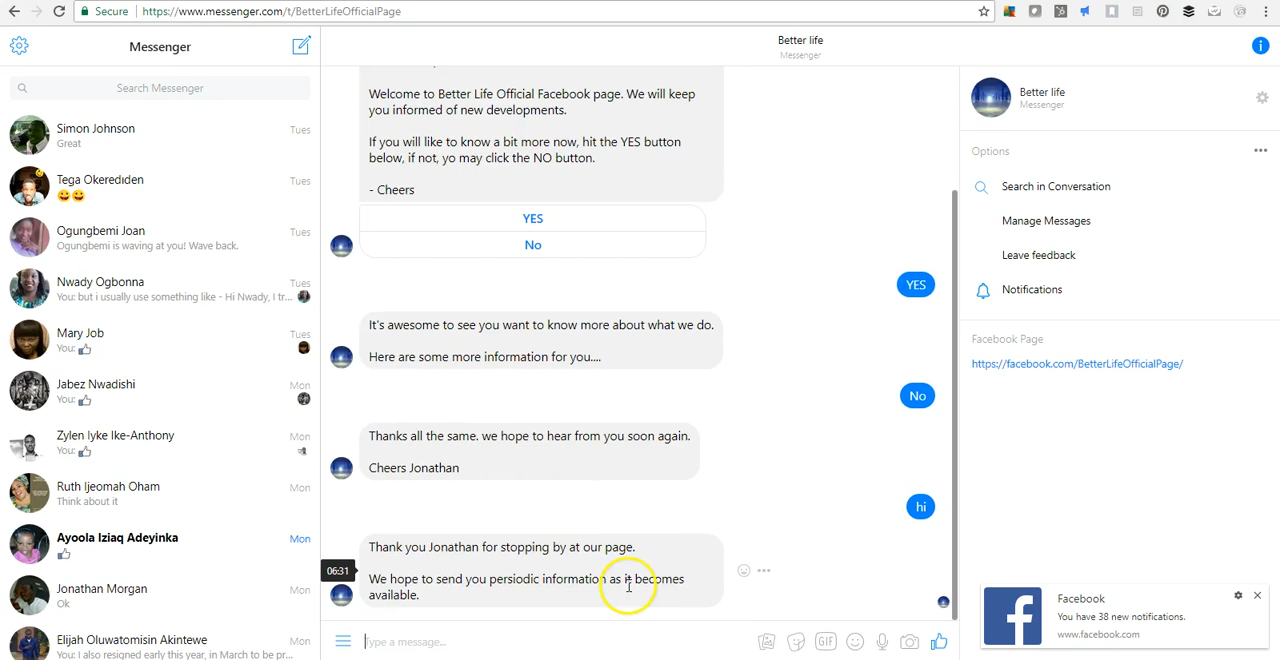 Secure https://www.messenger.com/t/BetterLifeOfficialPage
Messenger
Better life
Messenger
Search Messenger
Simon Johnson Tues
Great
Tega Okerediden Tues
😀😀
Ogungbemi Joan Tues
Ogungbemi is waving at you! Wave back.
Nwady Ogbonna Tues
You: but i usually use something like - Hi Nwady, I tr...
Mary Job Tues
You:
Jabez Nwadishi Mon
You:
Zylen Iyke Ike-Anthony Mon
You:
Ruth Ijeomah Oham Mon
Think about it
Ayoola Iziaq Adeyinka Mon
Jonathan Morgan Mon
Ok
Elijah Oluwatomisin Akintewe Mon
You: I also resigned early this year, in March to be pr...
Welcome to Better Life Official Facebook page. We will keep
you informed of new developments.
If you will like to know a bit more now, hit the YES button
below, if not, yo may click the NO button.
- Cheers
YES
No
YES
It's awesome to see you want to know more about what we do.
Here are some more information for you....
No
Thanks all the same. we hope to hear from you soon again.
Cheers Jonathan
hi
Thank you Jonathan for stopping by at our page.
We hope to send you persiodic information as it becomes
available.
06:31
Type a message...
GIF
Better life
Messenger
Options
Search in Conversation
Manage Messages
Leave feedback
Notifications
Facebook Page
https://facebook.com/BetterLifeOfficialPage/
Facebook
You have 38 new notifications.
www.facebook.com